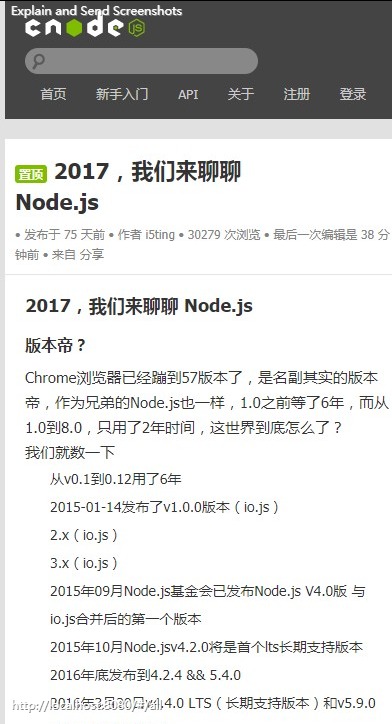 Explain and Send Screenshots
cnode JS
首页 新手入门 API 关于 注册 登录
置顶 2017，我们来聊聊
Node.js
• 发布于 75 天前 • 作者 i5ting • 30279 次浏览 • 最后一次编辑是 38 分
钟前 • 来自 分享
2017，我们来聊聊 Node.js
版本帝？
Chrome浏览器已经蹦到57版本了，是名副其实的版本
帝，作为兄弟的Node.js也一样，1.0之前等了6年，而从
1.0到8.0，只用了2年时间，这世界到底怎么了？
我们就数一下
从v0.1到0.12用了6年
2015-01-14发布了v1.0.0版本（io.js）
2.x（io.js）
3.x（io.js）
2015年09月Node.js基金会已发布Node.js V4.0版 与
io.js合并后的第一个版本
2015年10月Node.jsv4.2.0将是首个lts长期支持版本
2016年底发布到4.2.4 && 5.4.0
2016年3月20日v4.4.0 LTS（长期支持版本）和v5.9.0